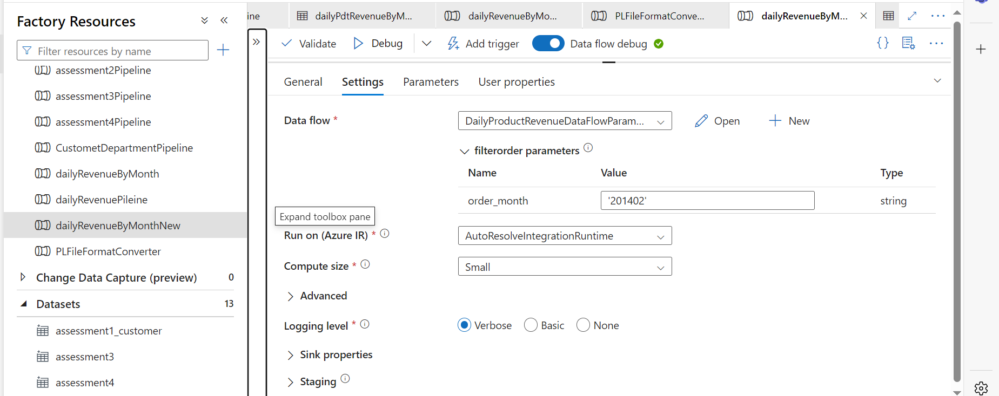 Factory Resources
Filter resources by name
assessment2Pipeline
assessment3Pipeline
assessment4Pipeline
CustometDepartmentPipeline
dailyRevenueByMonth
dailyRevenuePileine
dailyRevenueByMonthNew
PLFileFormatConverter
Change Data Capture (preview) 0
Datasets 13
assessment1_customer
assessment3
assessment4
ine dailyPdtRevenueByM... dailyRevenueByMo... PLFileFormatConve... dailyRevenueByM...
Validate Debug Add trigger Data flow debug
General Settings Parameters User properties
Data flow * DailyProductRevenueDataFlowParam... Open New
filterorder parameters
Name Value Type
order_month '201402' string
Expand toolbox pane
Run on (Azure IR) * AutoResolveIntegrationRuntime
Compute size * Small
Advanced
Logging level * Verbose Basic None
Sink properties
Staging